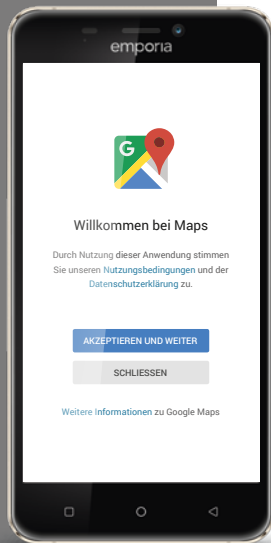 emporia
G
Willkommen bei Maps
Durch Nutzung dieser Anwendung stimmen
Sie unseren Nutzungsbedingungen und der
Datenschutzerklärung zu.
AKZEPTIEREN UND WEITER
SCHLIESSEN
Weitere Informationen zu Google Maps